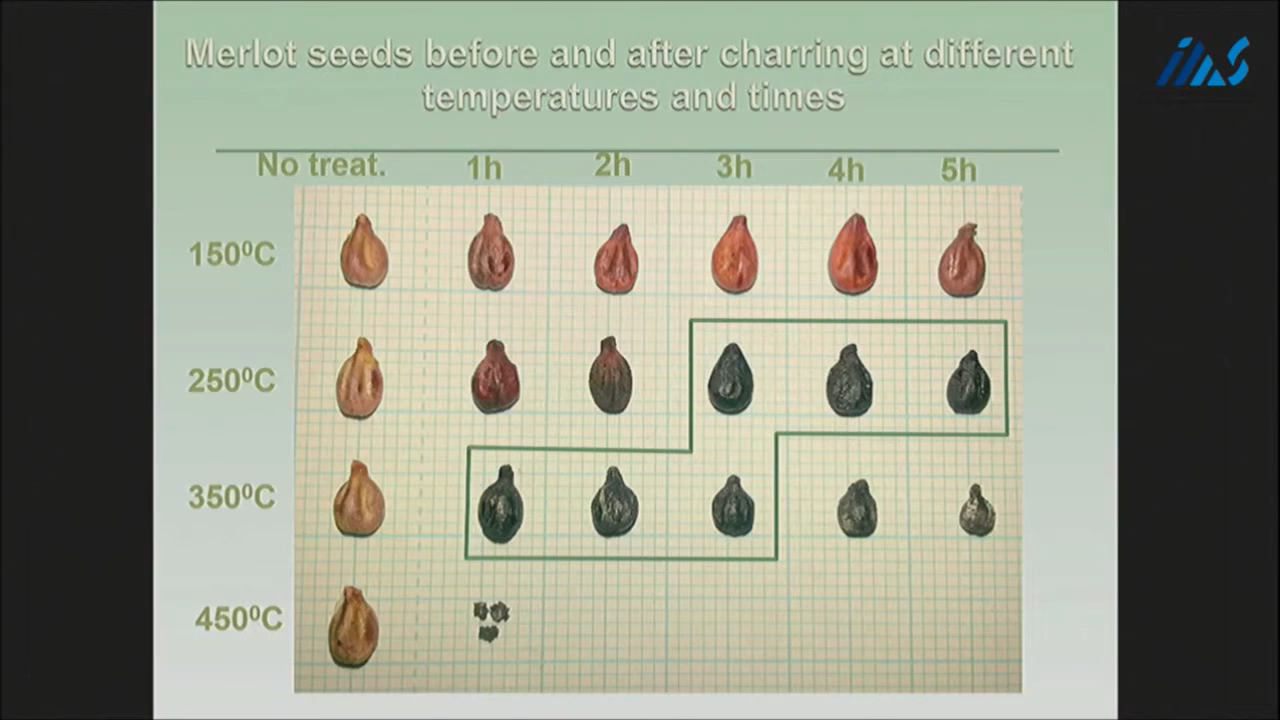 Merlot seeds before and after charring at different
temperatures and times
No treat. 1h 2h 3h 4h 5h
150⁰C
250⁰C
350⁰C
450⁰C